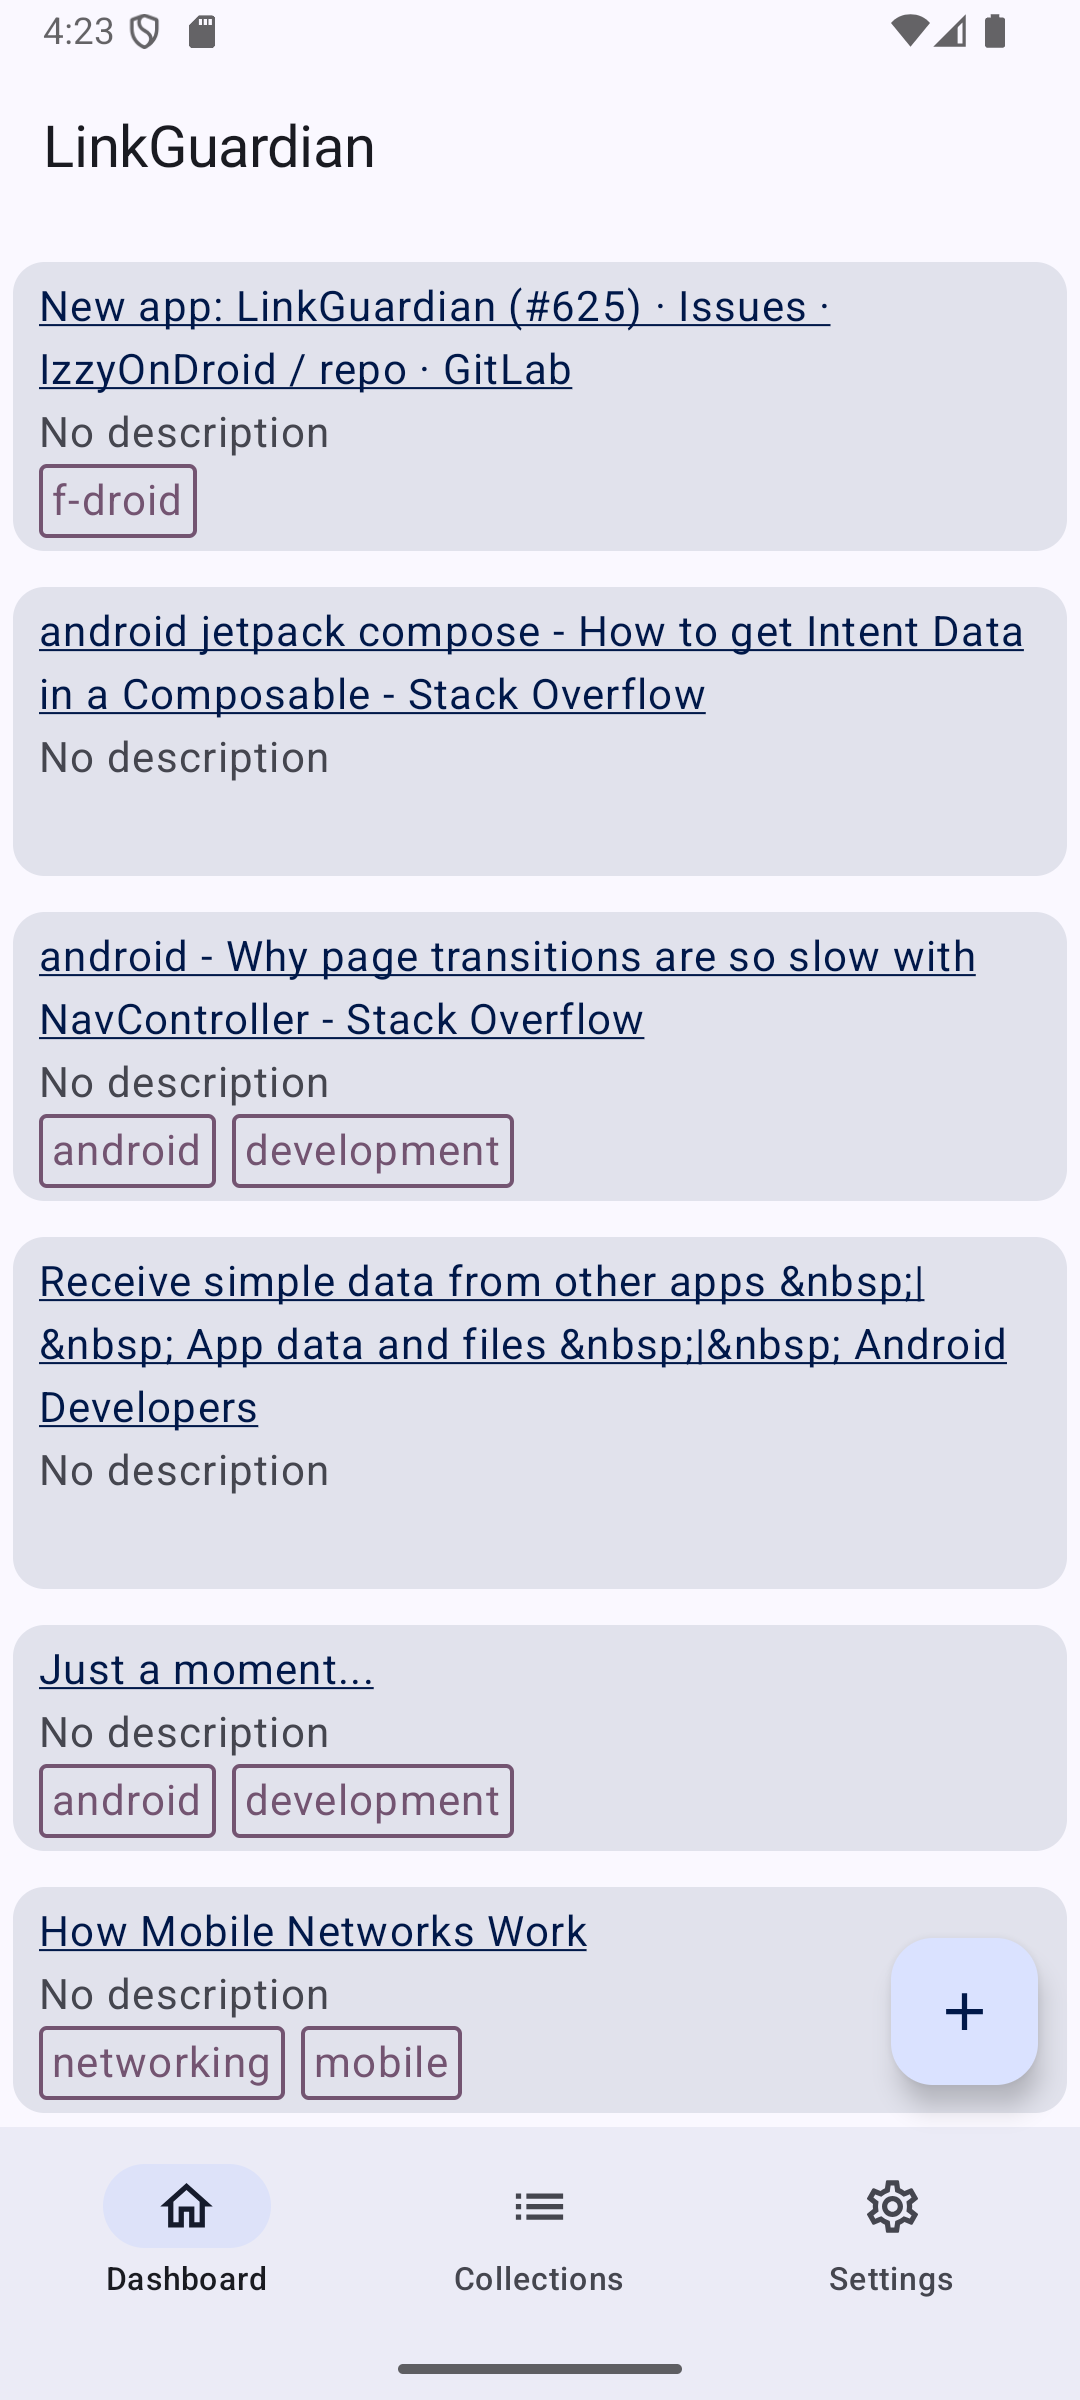 4:23
LinkGuardian
New app: LinkGuardian (#625) · Issues ·
IzzyOnDroid / repo · GitLab
No description
f-droid
android jetpack compose - How to get Intent Data
in a Composable - Stack Overflow
No description
android - Why page transitions are so slow with
NavController - Stack Overflow
No description
android development
Receive simple data from other apps &nbsp;|
&nbsp; App data and files &nbsp;|&nbsp; Android
Developers
No description
Just a moment...
No description
android development
How Mobile Networks Work
No description
networking mobile
Dashboard Collections Settings